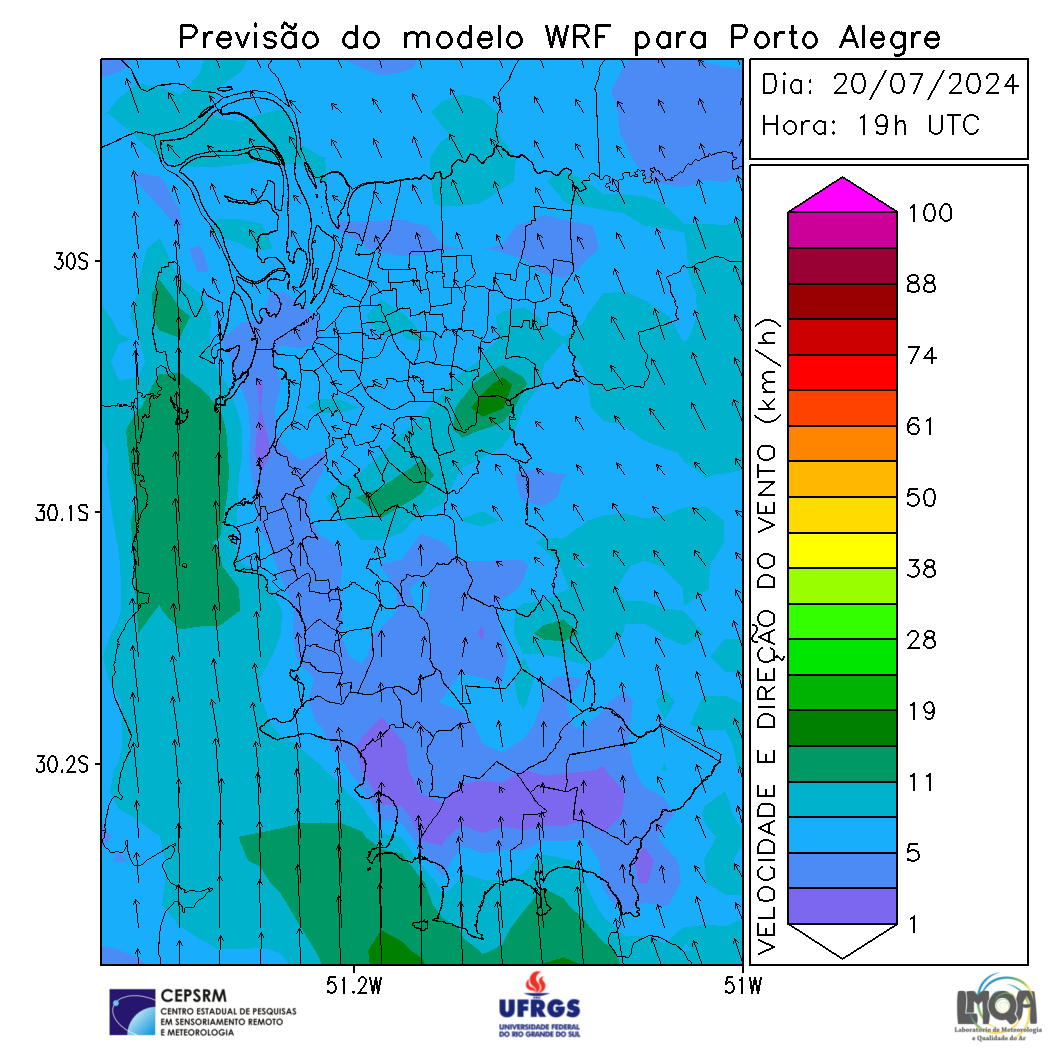 Previsão do modelo WRF para Porto Alegre
Dia: 20/07/2024
Hora: 19h UTC
30S
30.1S
30.2S
51.2W
51W
VELOCIDADE E DIREÇÃO DO VENTO (km/h)
100
88
74
61
50
38
28
19
11
5
1
CEPSRM
CENTRO ESTADUAL DE PESQUISAS
EM SENSORIAMENTO REMOTO
E METEOROLOGIA
UFRGS
UNIVERSIDADE FEDERAL
DO RIO GRANDE DO SUL
LMQA
Laboratório de Meteorologia
e Qualidade do Ar